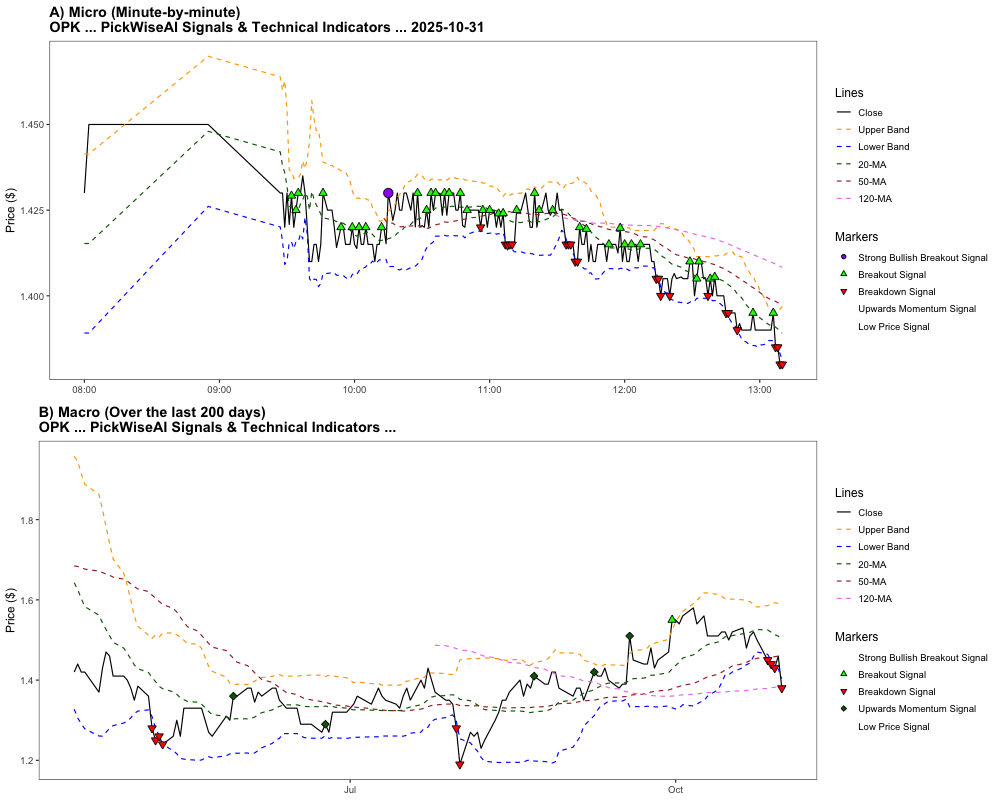 A) Micro (Minute-by-minute)
OPK ... PickWiseAI Signals & Technical Indicators ... 2025-10-31
Price ($)
1.450
1.425
1.400
08:00 09:00 10:00 11:00 12:00 13:00
Lines
Close
Upper Band
Lower Band
20-MA
50-MA
120-MA
Markers
Strong Bullish Breakout Signal
Breakout Signal
Breakdown Signal
Upwards Momentum Signal
Low Price Signal
B) Macro (Over the last 200 days)
OPK ... PickWiseAI Signals & Technical Indicators ...
Price ($)
1.8
1.6
1.4
1.2
Jul Oct
Lines
Close
Upper Band
Lower Band
20-MA
50-MA
120-MA
Markers
Strong Bullish Breakout Signal
Breakout Signal
Breakdown Signal
Upwards Momentum Signal
Low Price Signal